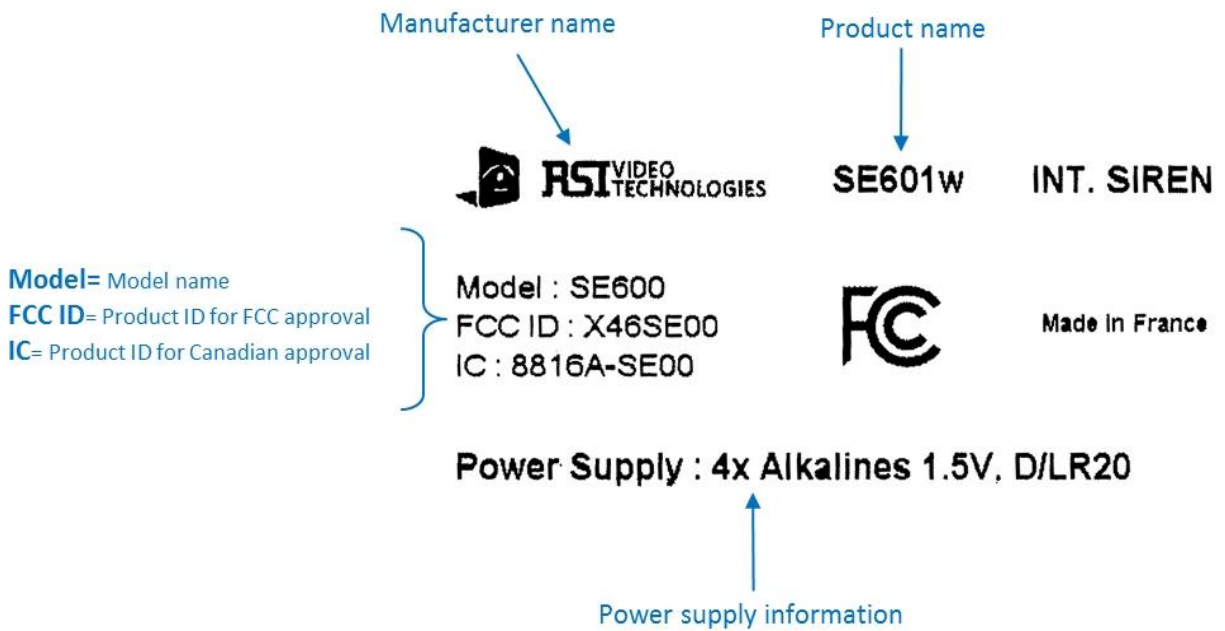 Manufacturer name
Product name
RSI VIDEO TECHNOLOGIES
SE601w
INT. SIREN
Model= Model name
FCC ID= Product ID for FCC approval
IC= Product ID for Canadian approval
Model : SE600
FCC ID : X46SE00
IC : 8816A-SE00
FCC
Made in France
Power Supply : 4x Alkalines 1.5V, D/LR20
Power supply information